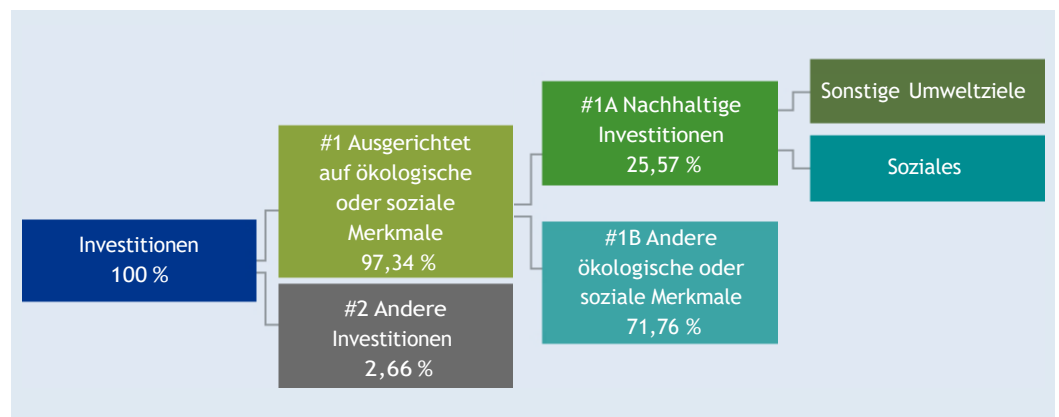 Investitionen
100 %
#1 Ausgerichtet
auf ökologische
oder soziale
Merkmale
97,34 %
#2 Andere
Investitionen
2,66 %
#1A Nachhaltige
Investitionen
25,57 %
#1B Andere
ökologische oder
soziale Merkmale
71,76 %
Sonstige Umweltziele
Soziales